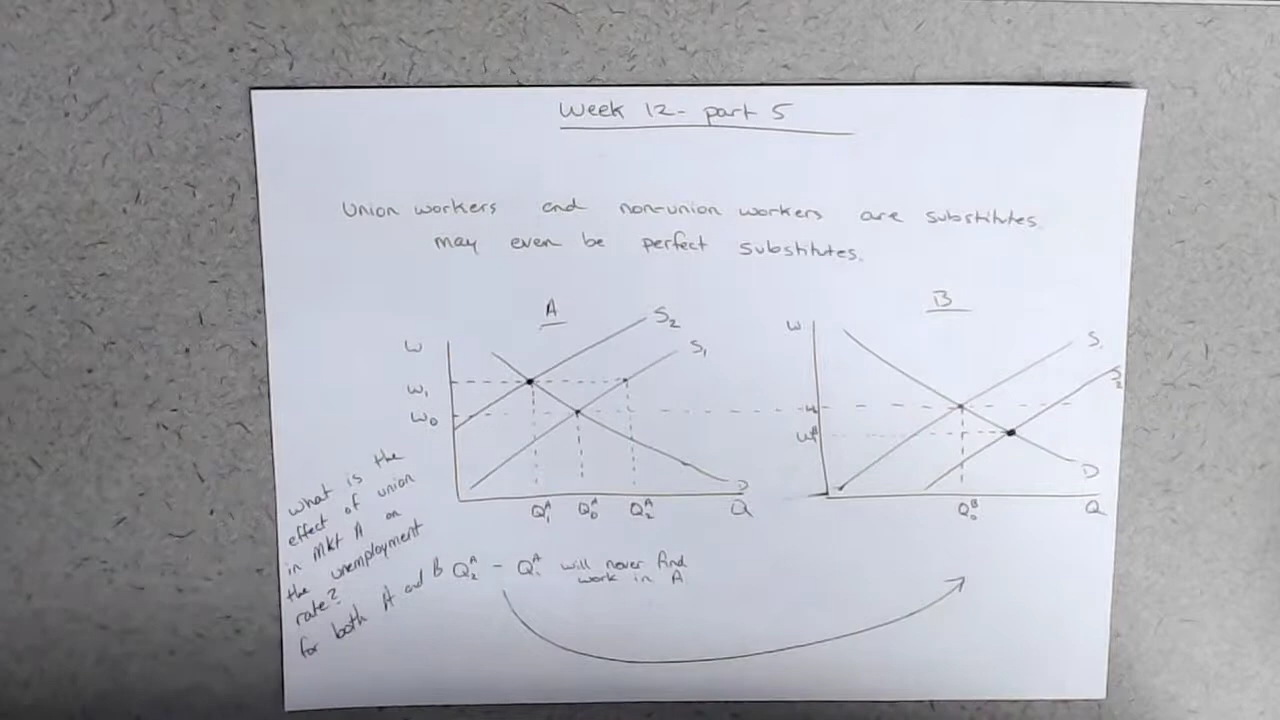 Week 12 - part 5
Union workers and non-union workers are substitutes.
may even be perfect substitutes.
A
W
W₁
W₀
S₂
S₁
D
Q₁ᴬ Q₀ᴬ Q₂ᴬ Q
B
W
S₁
S₂
D
Q₀ᴮ Q
what is the
effect of union
in mkt A on
the unemployment
rate?
for both A and B
Q₂ᴬ - Q₁ᴬ will never find
work in A